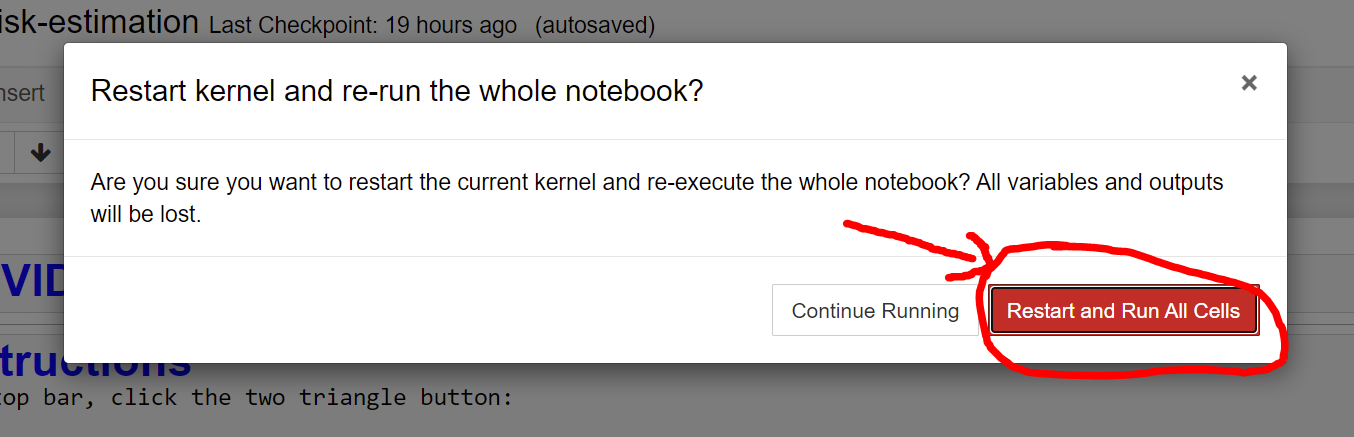 isk-estimation Last Checkpoint: 19 hours ago (autosaved)
Restart kernel and re-run the whole notebook?
×
nsert
Are you sure you want to restart the current kernel and re-execute the whole notebook? All variables and outputs
will be lost.
VID
Continue Running
Restart and Run All Cells
tructions
top bar, click the two triangle button: